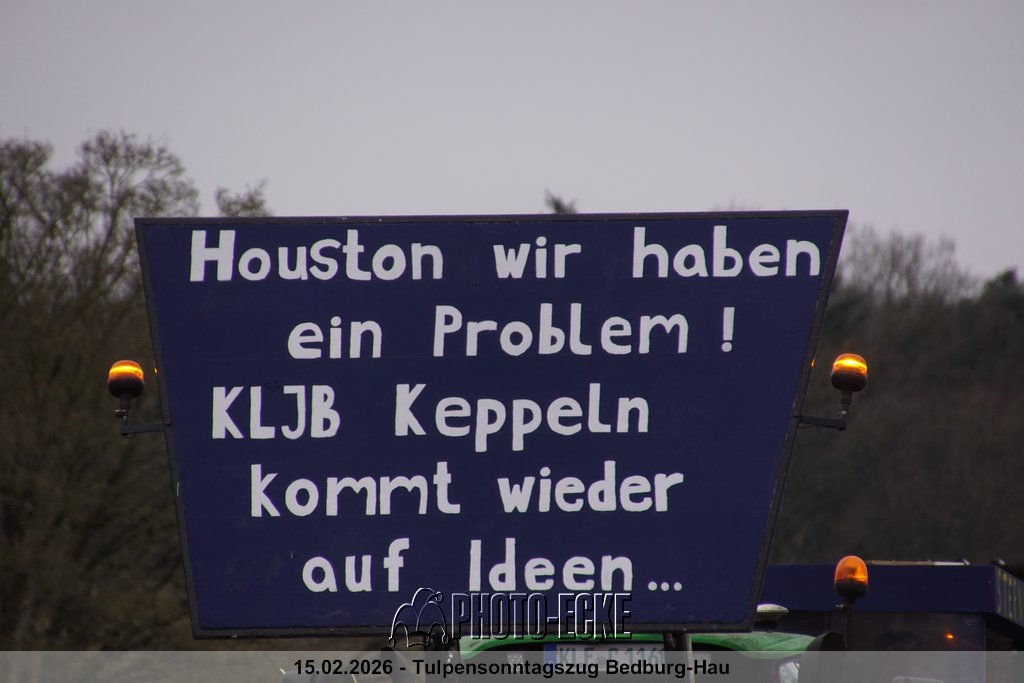 Houston wir haben
ein Problem !
KLJB Keppeln
kommt wieder
auf Ideen...
PHOTO-ECKE
15.02.2026 - Tulpensonntagszug Bedburg-Hau